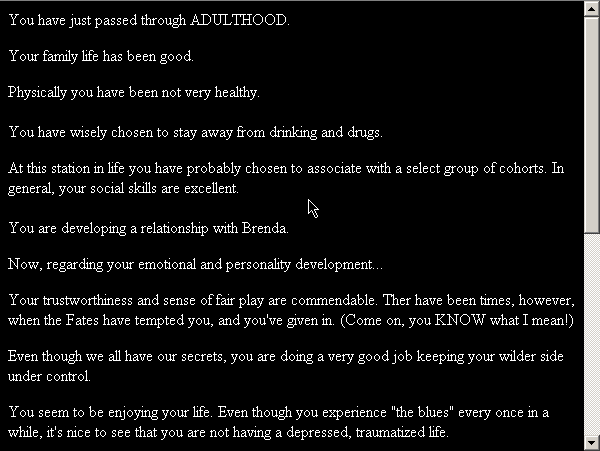 You have just passed through ADULTHOOD.
Your family life has been good.
Physically you have been not very healthy.
You have wisely chosen to stay away from drinking and drugs.
At this station in life you have probably chosen to associate with a select group of cohorts. In
general, your social skills are excellent.
You are developing a relationship with Brenda.
Now, regarding your emotional and personality development...
Your trustworthiness and sense of fair play are commendable. Ther have been times, however,
when the Fates have tempted you, and you've given in. (Come on, you KNOW what I mean!)
Even though we all have our secrets, you are doing a very good job keeping your wilder side
under control.
You seem to be enjoying your life. Even though you experience "the blues" every once in a
while, it's nice to see that you are not having a depressed, traumatized life.